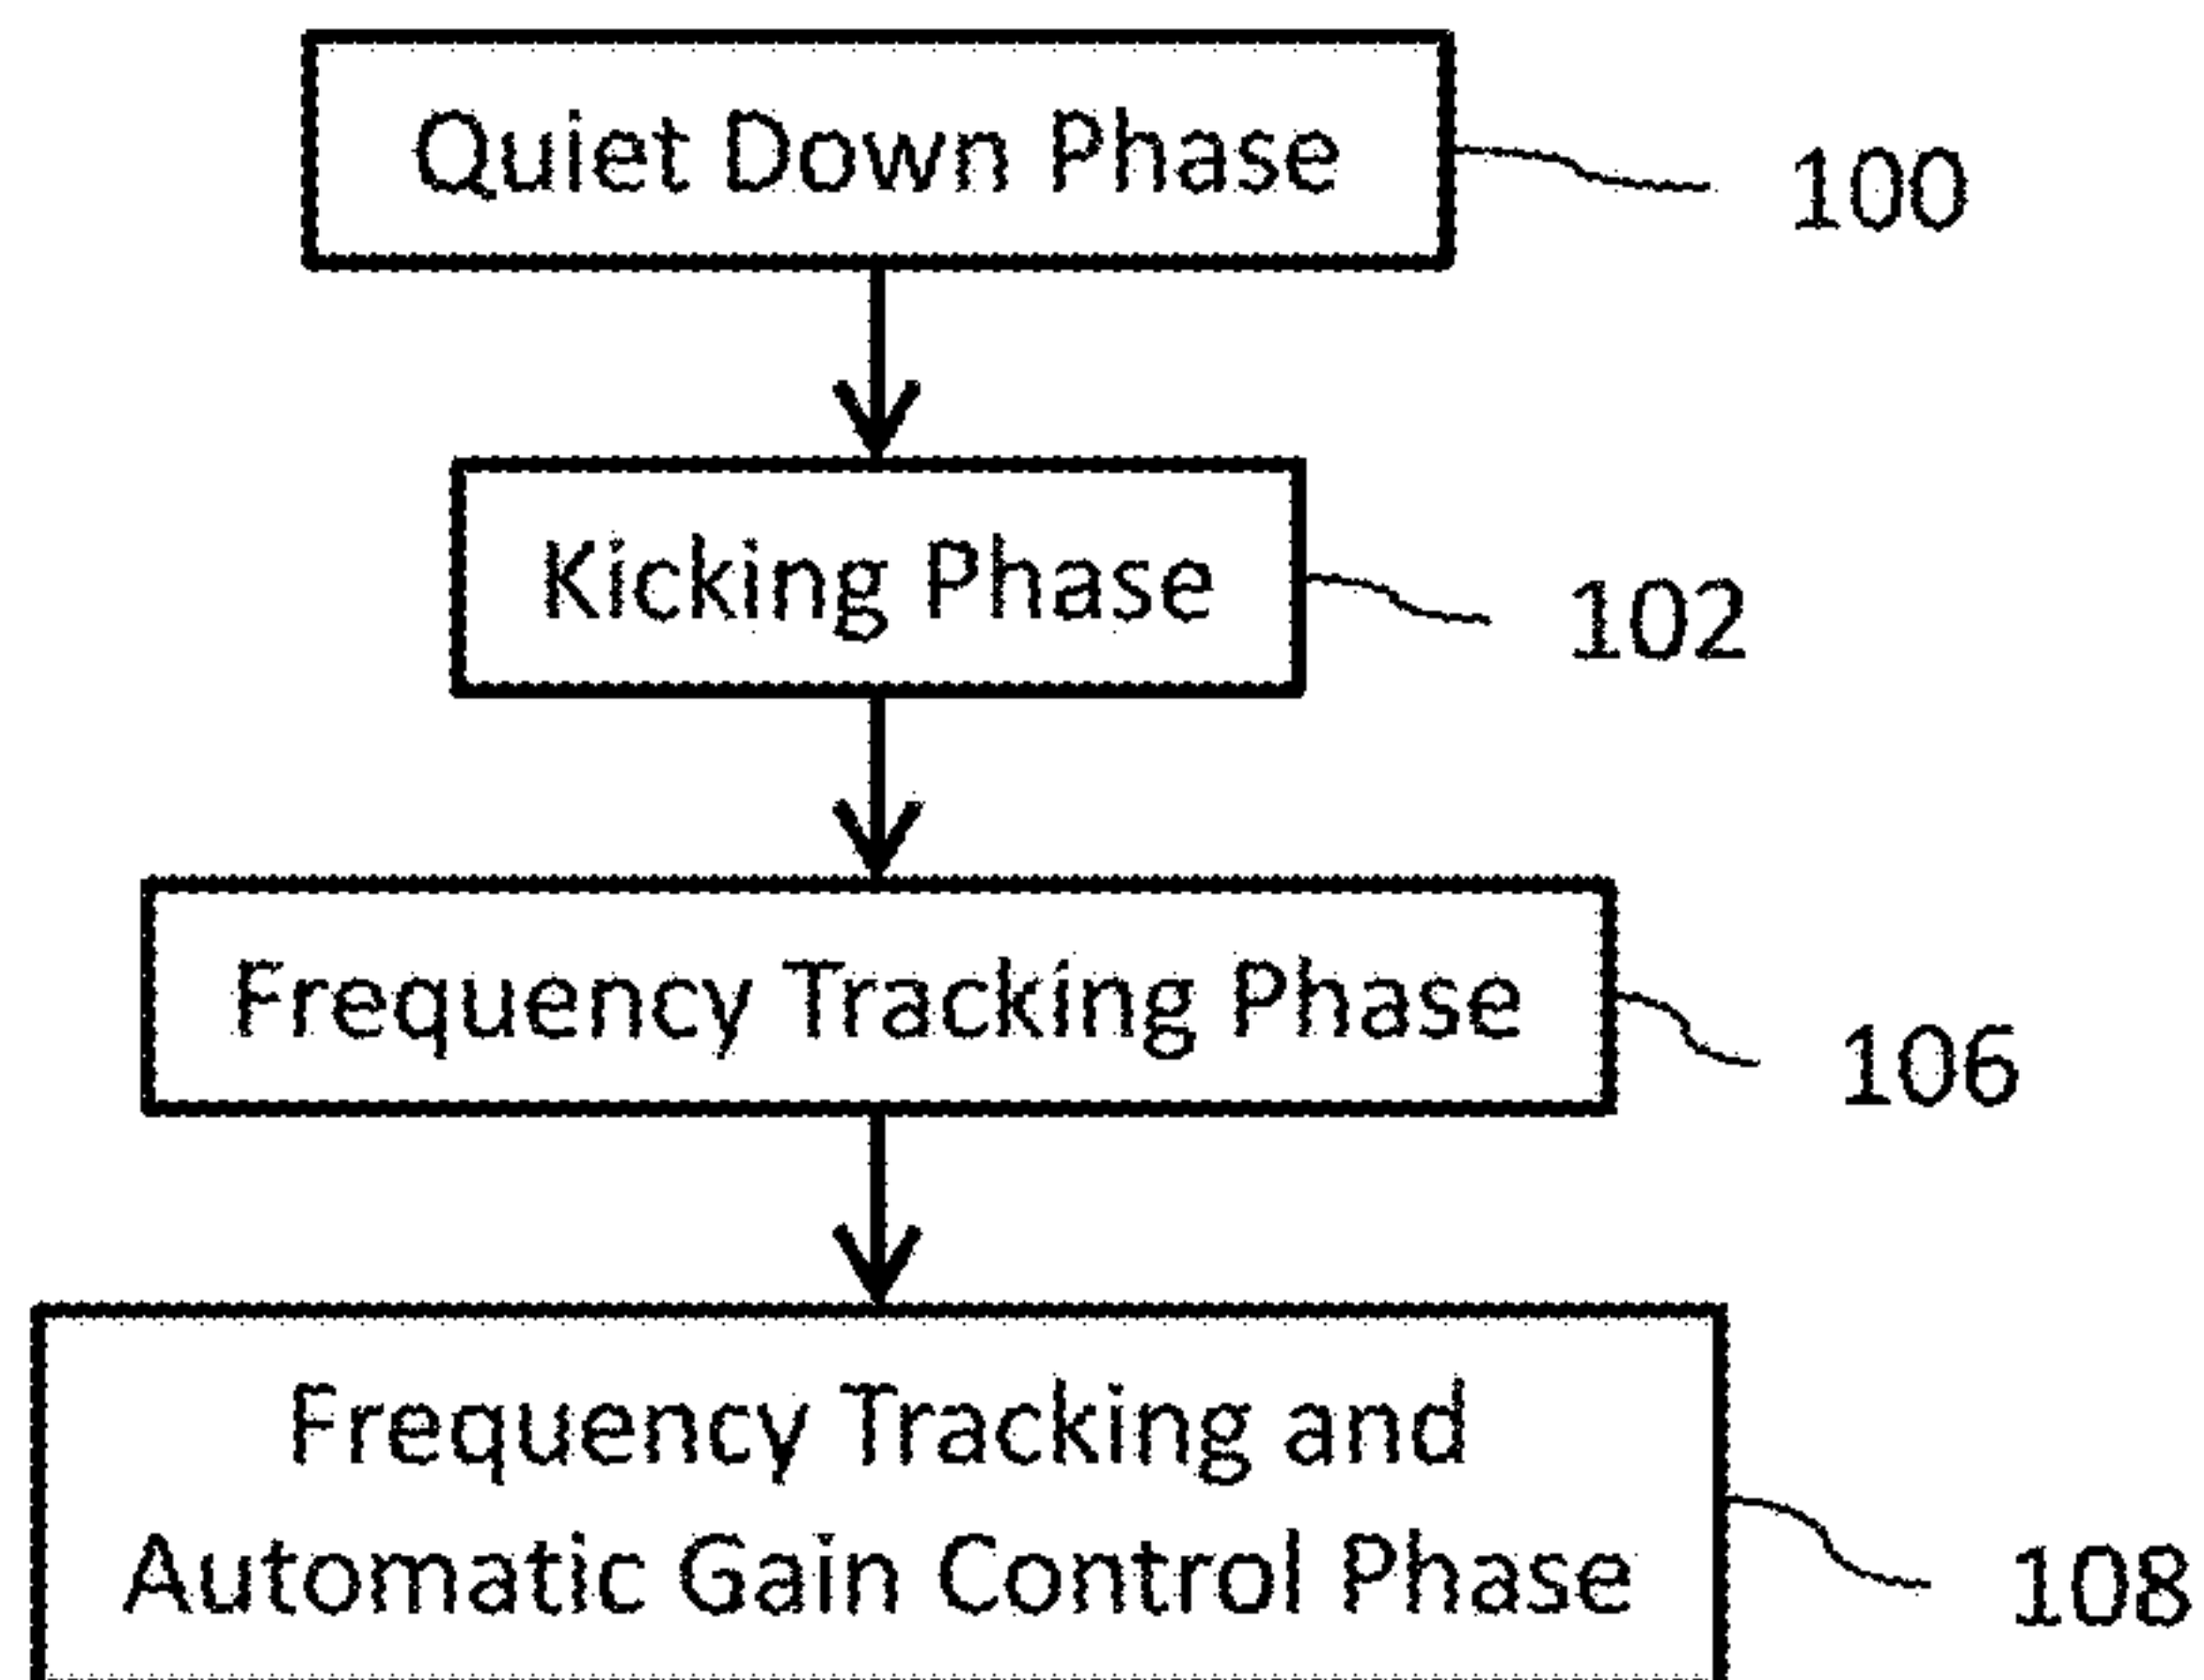 Quiet Down Phase
100
Kicking Phase
102
Frequency Tracking Phase
106
Frequency Tracking and
Automatic Gain Control Phase
108